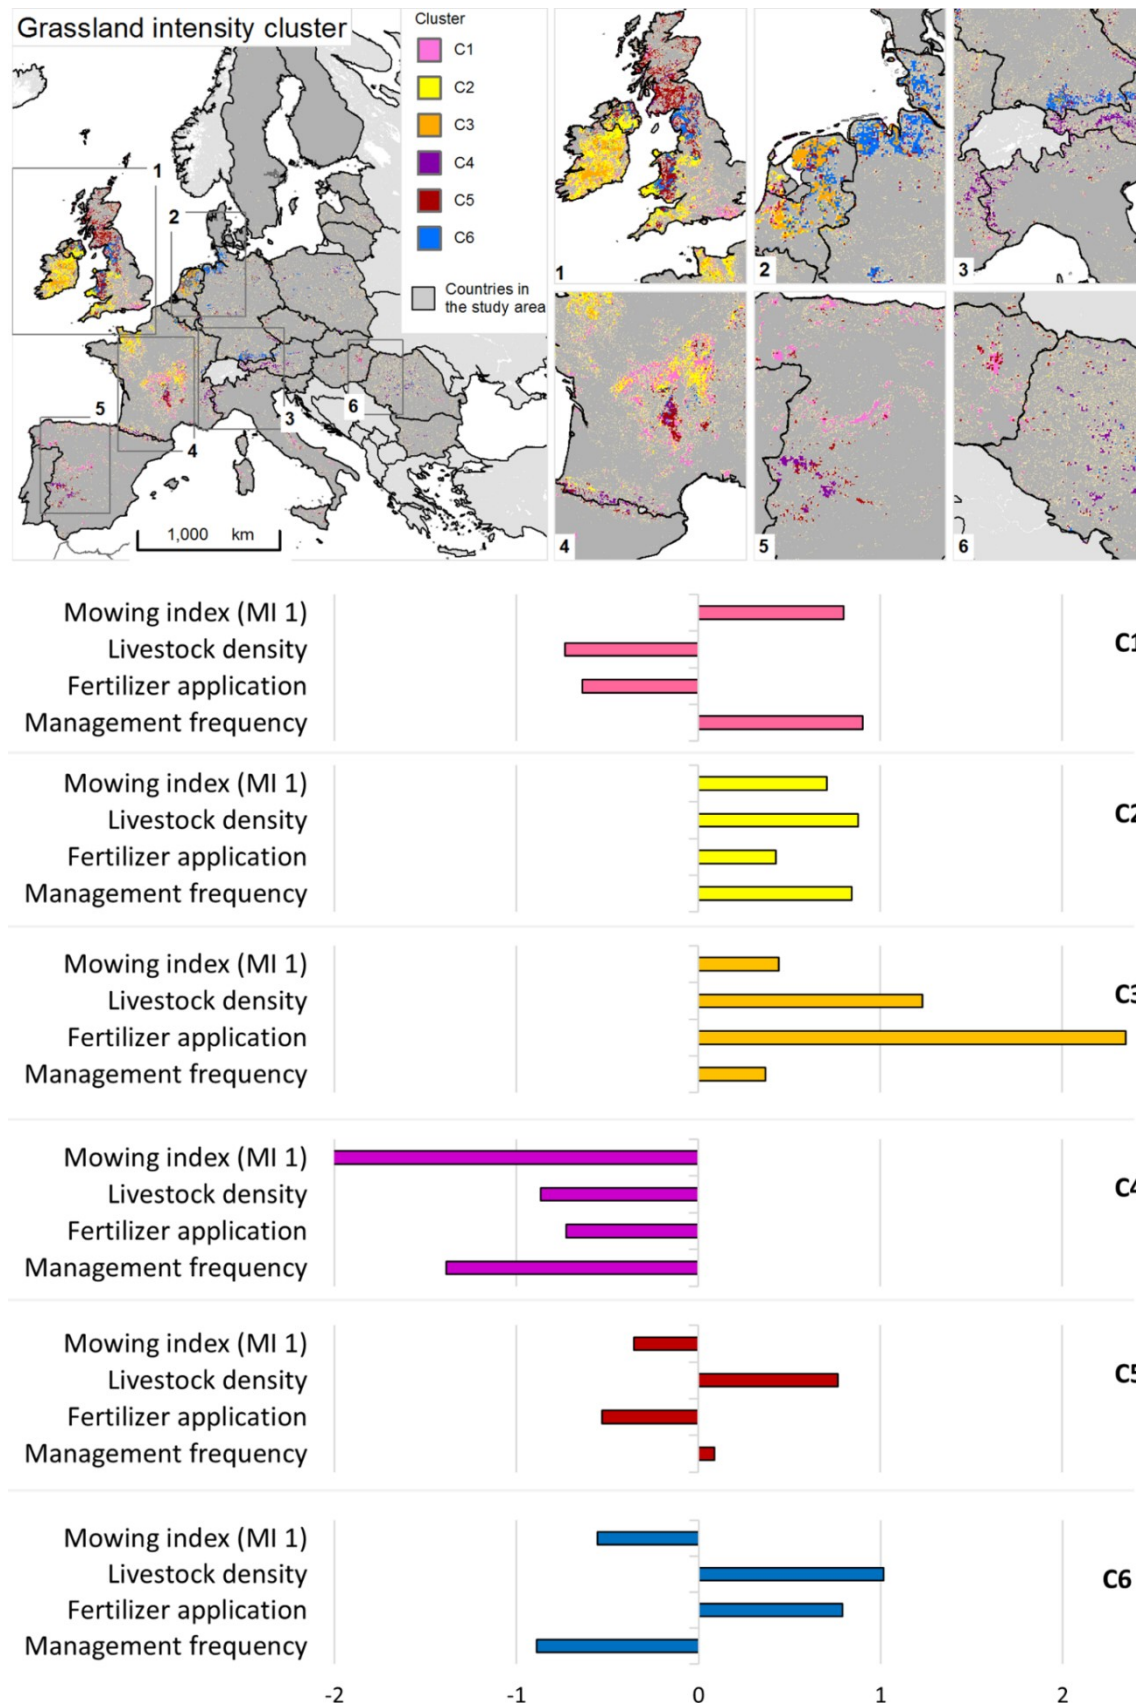 Grassland intensity cluster
Cluster
C1
C2
C3
C4
C5
C6
Countries in
the study area
1
2
3
4
5
6
1,000 km
1
2
3
4
5
6
Mowing index (MI 1)
Livestock density
Fertilizer application
Management frequency
C1
Mowing index (MI 1)
Livestock density
Fertilizer application
Management frequency
C2
Mowing index (MI 1)
Livestock density
Fertilizer application
Management frequency
C3
Mowing index (MI 1)
Livestock density
Fertilizer application
Management frequency
C4
Mowing index (MI 1)
Livestock density
Fertilizer application
Management frequency
C5
Mowing index (MI 1)
Livestock density
Fertilizer application
Management frequency
C6
-2 -1 0 1 2